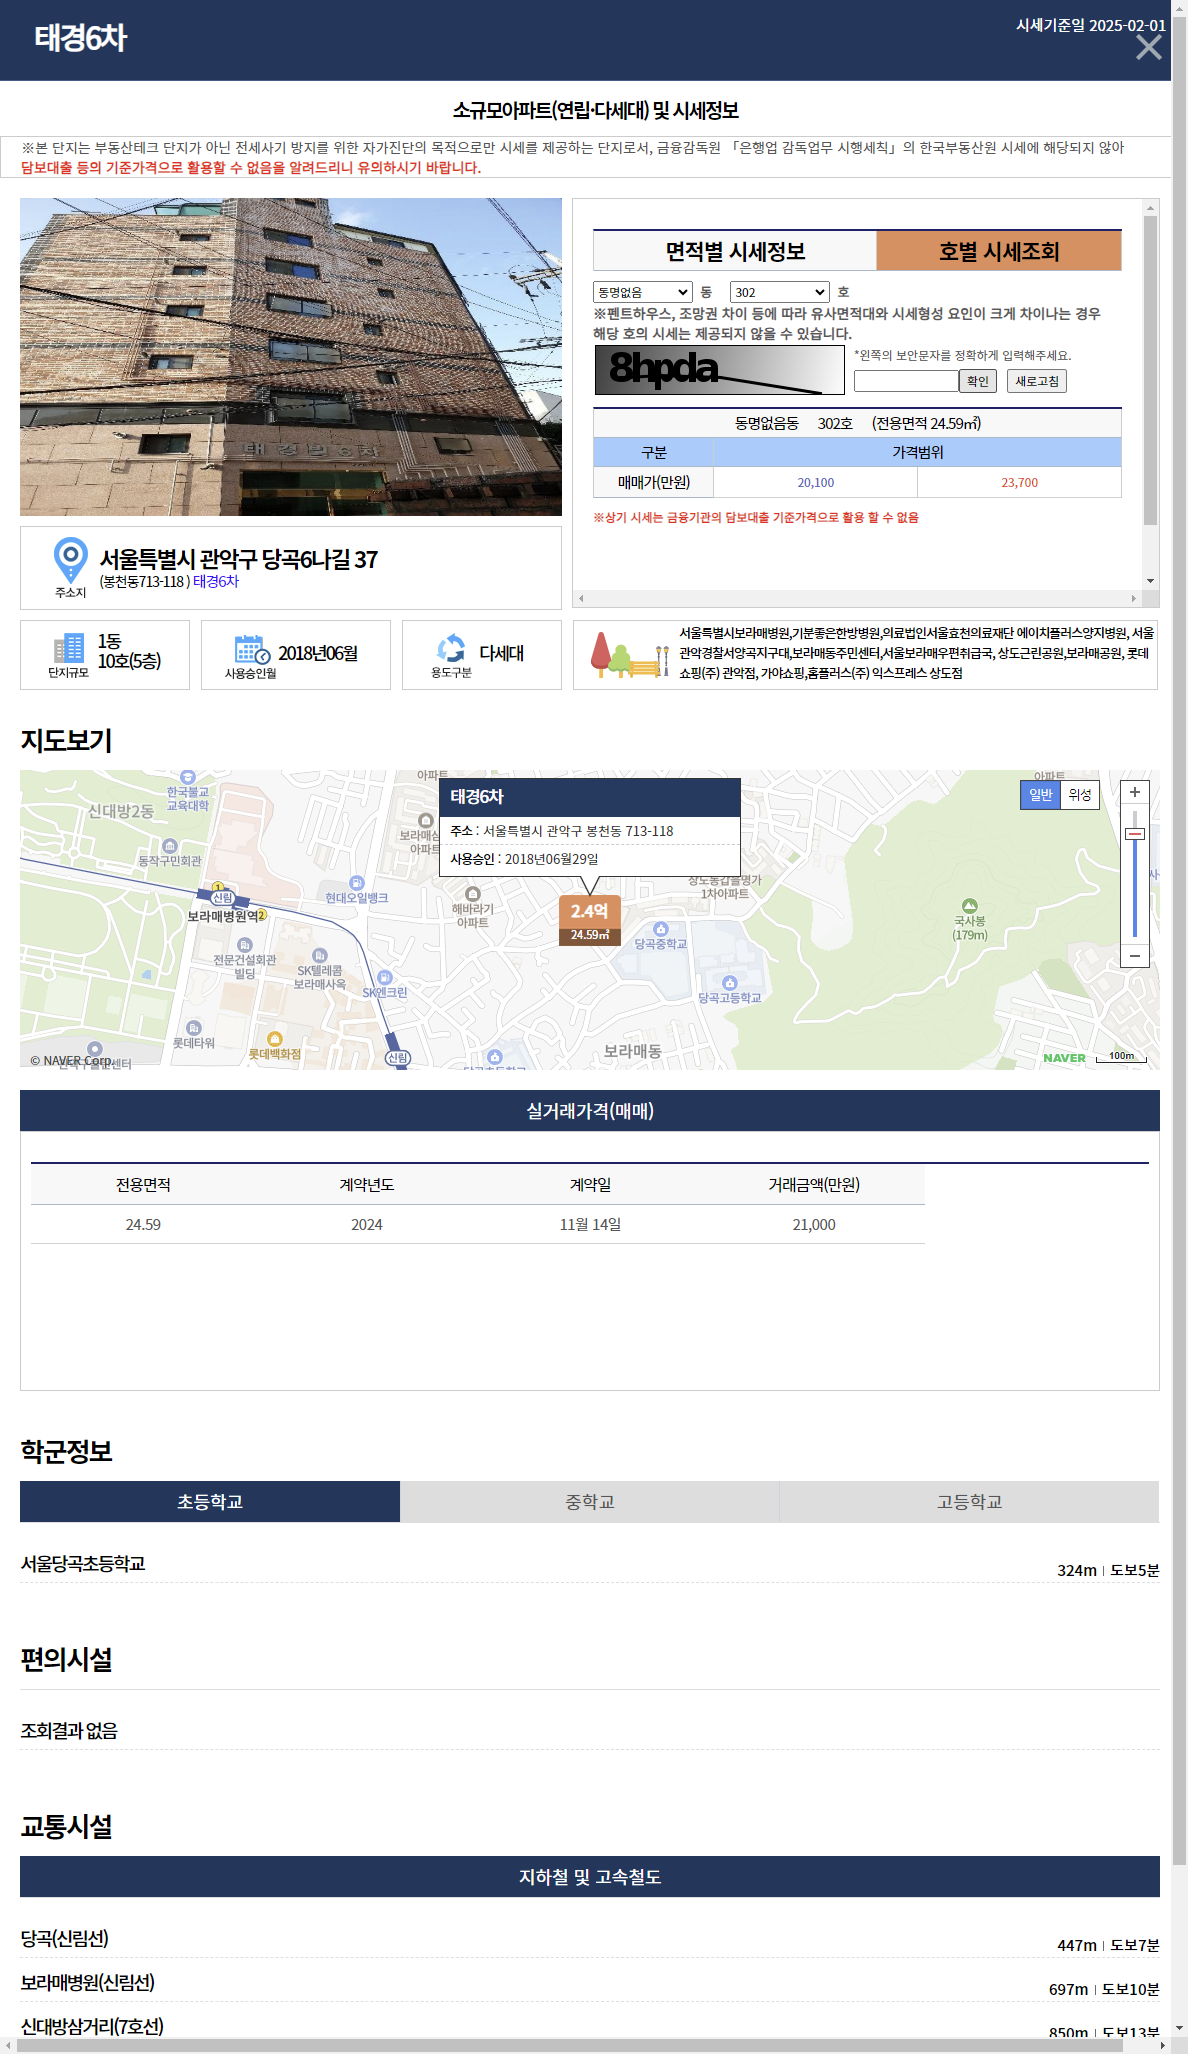 태경6차
시세기준일 2025-02-01
소규모아파트(연립·다세대) 및 시세정보
※본 단지는 부동산테크 단지가 아닌 전세사기 방지를 위한 자가진단의 목적으로만 시세를 제공하는 단지로서, 금융감독원 「은행업 감독업무 시행세칙」의 한국부동산원 시세에 해당되지 않아
담보대출 등의 기준가격으로 활용할 수 없음을 알려드리니 유의하시기 바랍니다.
태경빌6차
면적별 시세정보 호별 시세조회
동명없음 동 302 호
※펜트하우스, 조망권 차이 등에 따라 유사면적대와 시세형성 요인이 크게 차이나는 경우
해당 호의 시세는 제공되지 않을 수 있습니다.
8hpda
*왼쪽의 보안문자를 정확하게 입력해주세요.
확인 새로고침
동명없음동 302호 (전용면적 24.59㎡)
구분 가격범위
매매가(만원) 20,100 23,700
※상기 시세는 금융기관의 담보대출 기준가격으로 활용 할 수 없음
주소지
서울특별시 관악구 당곡6나길 37
(봉천동713-118 ) 태경6차
단지규모
1동
10호(5층)
사용승인월
2018년06월
용도구분
다세대
서울특별시보라매병원,기분좋은한방병원,의료법인서울효천의료재단 에이치플러스양지병원, 서울
관악경찰서양곡지구대,보라매동주민센터,서울보라매우편취급국, 상도근린공원,보라매공원, 롯데
쇼핑(주) 관악점, 가야쇼핑,홈플러스(주) 익스프레스 상도점
지도보기
한국불교
교육대학
신대방2동
동작구민회관
1
신림
보라매병원역 2
현대오일뱅크
전문건설회관
빌딩
SK텔레콤
보라매사옥
SK엔크린
롯데타워
롯데백화점
신림
© NAVER Corp.
아파트
보라매삼
아파트
해바라기
아파트
태경6차
주소 : 서울특별시 관악구 봉천동 713-118
사용승인 : 2018년06월29일
2.4억
24.59㎡
1차아파트
당곡중학교
당곡고등학교
보라매동
당곡초등학교
국사봉
(179m)
아파트
일반 위성
+
−
NAVER
100m
실거래가격(매매)
전용면적 계약년도 계약일 거래금액(만원)
24.59 2024 11월 14일 21,000
학군정보
초등학교 중학교 고등학교
서울당곡초등학교 324m | 도보5분
편의시설
조회결과 없음
교통시설
지하철 및 고속철도
당곡(신림선) 447m | 도보7분
보라매병원(신림선) 697m | 도보10분
신대방삼거리(7호선) 850m | 도보13분